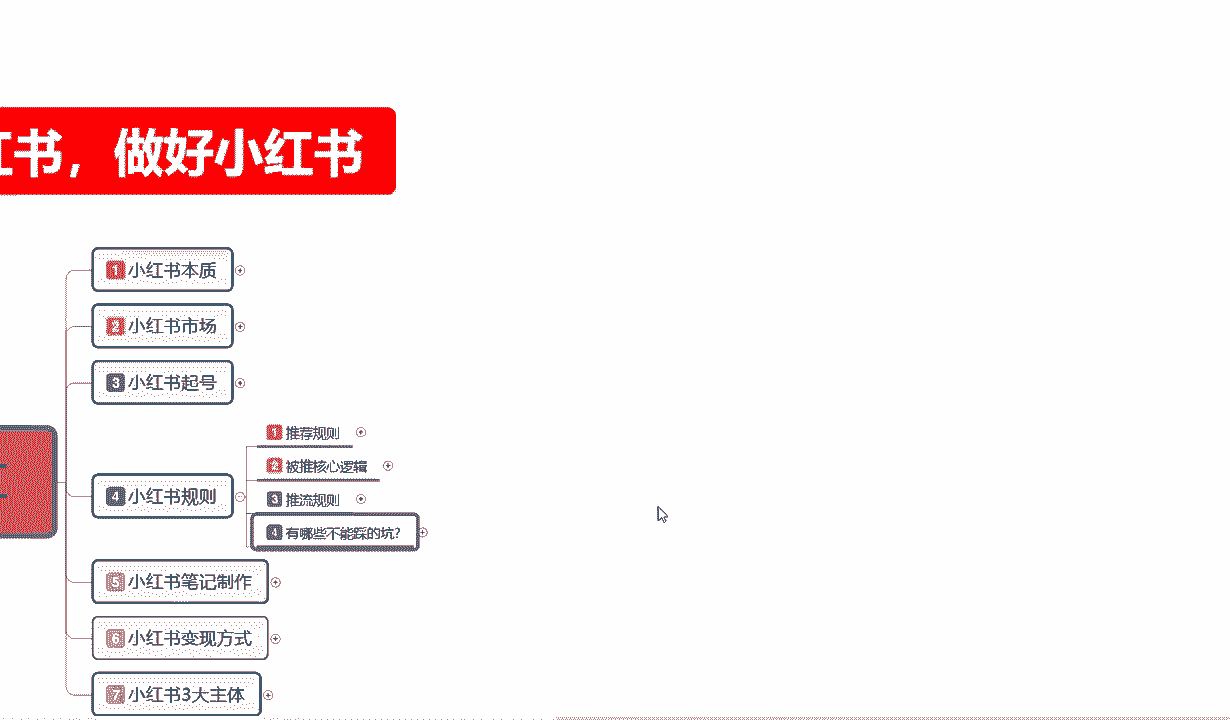 红书，做好小红书
1 小红书本质
2 小红书市场
3 小红书起号
4 小红书规则
1 推荐规则
2 被推核心逻辑
3 推流规则
4 有哪些不能踩的坑?
5 小红书笔记制作
6 小红书变现方式
7 小红书3大主体